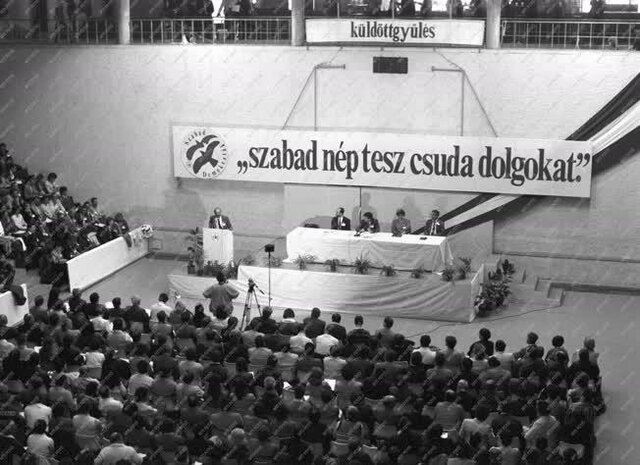 küldöttgyűlés
Szabad
Demokraták
„szabad nép tesz csuda dolgokat.”